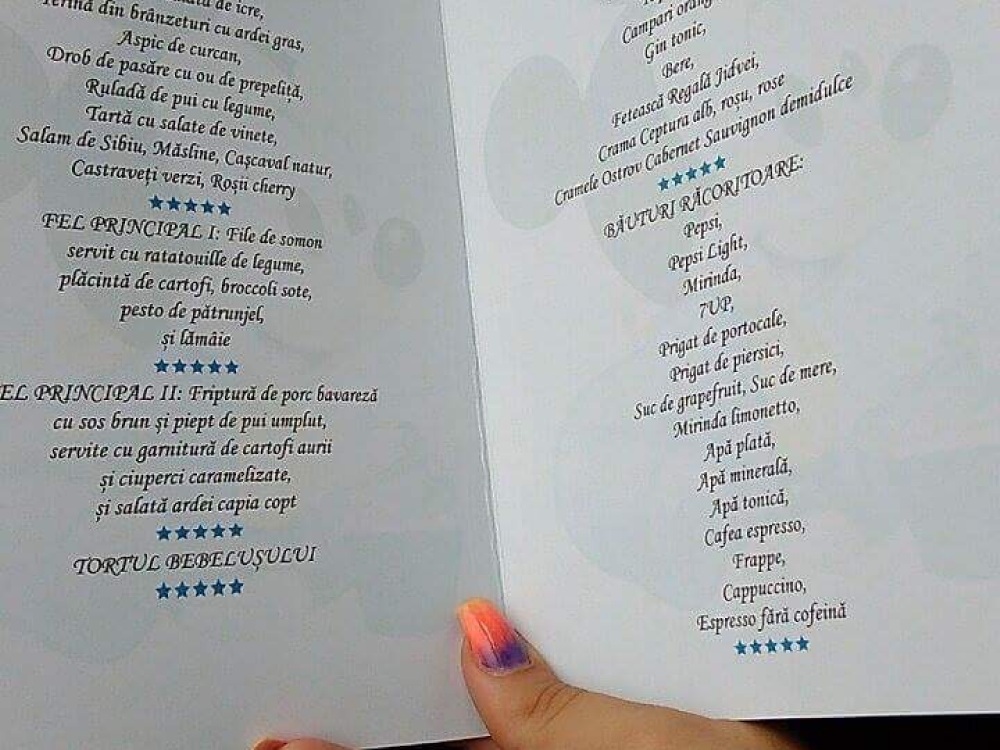 de icre,
Terină din brânzeturi cu ardei gras,
Aspic de curcan,
Drob de pasăre cu ou de prepeliță,
Ruladă de pui cu legume,
Tartă cu salate de vinete,
Salam de Sibiu, Măsline, Cașcaval natur,
Castraveți verzi, Roșii cherry
★★★★★
FEL PRINCIPAL I: File de somon
servit cu ratatouille de legume,
plăcintă de cartofi, broccoli sote,
pesto de pătrunjel,
și lămâie
★★★★★
EL PRINCIPAL II: Friptură de porc bavareză
cu sos brun și piept de pui umplut,
servite cu garnitură de cartofi aurii
și ciuperci caramelizate,
și salată ardei capia copt
★★★★★
TORTUL BEBELUȘULUI
★★★★★
Campari
Gin tonic,
Bere,
Fetească Regală Jidvei,
Crama Ceptura alb, roșu, rose
Cramele Ostrov Cabernet Sauvignon demidulce
★★★★★
BĂUTURI RĂCORITOARE:
Pepsi,
Pepsi Light,
Mirinda,
7UP,
Prigat de portocale,
Prigat de piersici,
Suc de grapefruit, Suc de mere,
Mirinda limonetto,
Apă plată,
Apă minerală,
Apă tonică,
Cafea espresso,
Frappe,
Cappuccino,
Espresso fără cofeină
★★★★★